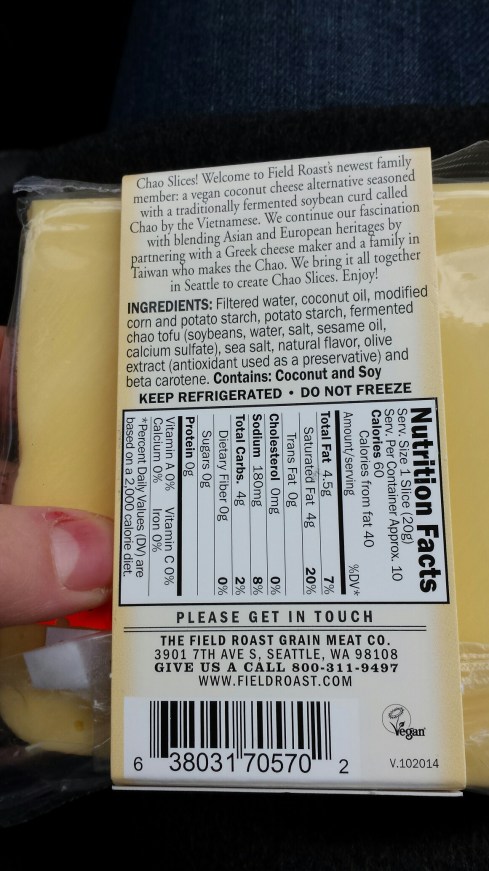 Chao Slices! Welcome to Field Roast's newest family
member: a vegan coconut cheese alternative seasoned
with a traditionally fermented soybean curd called
Chao by the Vietnamese. We continue our fascination
with blending Asian and European heritages by
partnering with a Greek cheese maker and a family in
Taiwan who makes the Chao. We bring it all together
in Seattle to create Chao Slices. Enjoy!
INGREDIENTS: Filtered water, coconut oil, modified
corn and potato starch, potato starch, fermented
chao tofu (soybeans, water, salt, sesame oil,
calcium sulfate), sea salt, natural flavor, olive
extract (antioxidant used as a preservative) and
beta carotene. Contains: Coconut and Soy
KEEP REFRIGERATED • DO NOT FREEZE
Nutrition Facts
Serv. Size 1 Slice (20g)
Serv. Per Container Approx. 10
Calories 60
Calories from fat 40
Amount/serving %DV*
Total Fat 4.5g 7%
Saturated Fat 4g 20%
Trans Fat 0g
Cholesterol 0mg 0%
Sodium 180mg 8%
Total Carbs. 4g 2%
Dietary Fiber 0g 0%
Sugars 0g
Protein 0g
Vitamin A 0% Vitamin C 0%
Calcium 0% Iron 0%
*Percent Daily Values (DV) are
based on a 2,000 calorie diet.
PLEASE GET IN TOUCH
THE FIELD ROAST GRAIN MEAT CO.
3901 7TH AVE S, SEATTLE, WA 98108
GIVE US A CALL 800-311-9497
WWW.FIELDROAST.COM
6 38031 70570 2
Vegan
V.102014